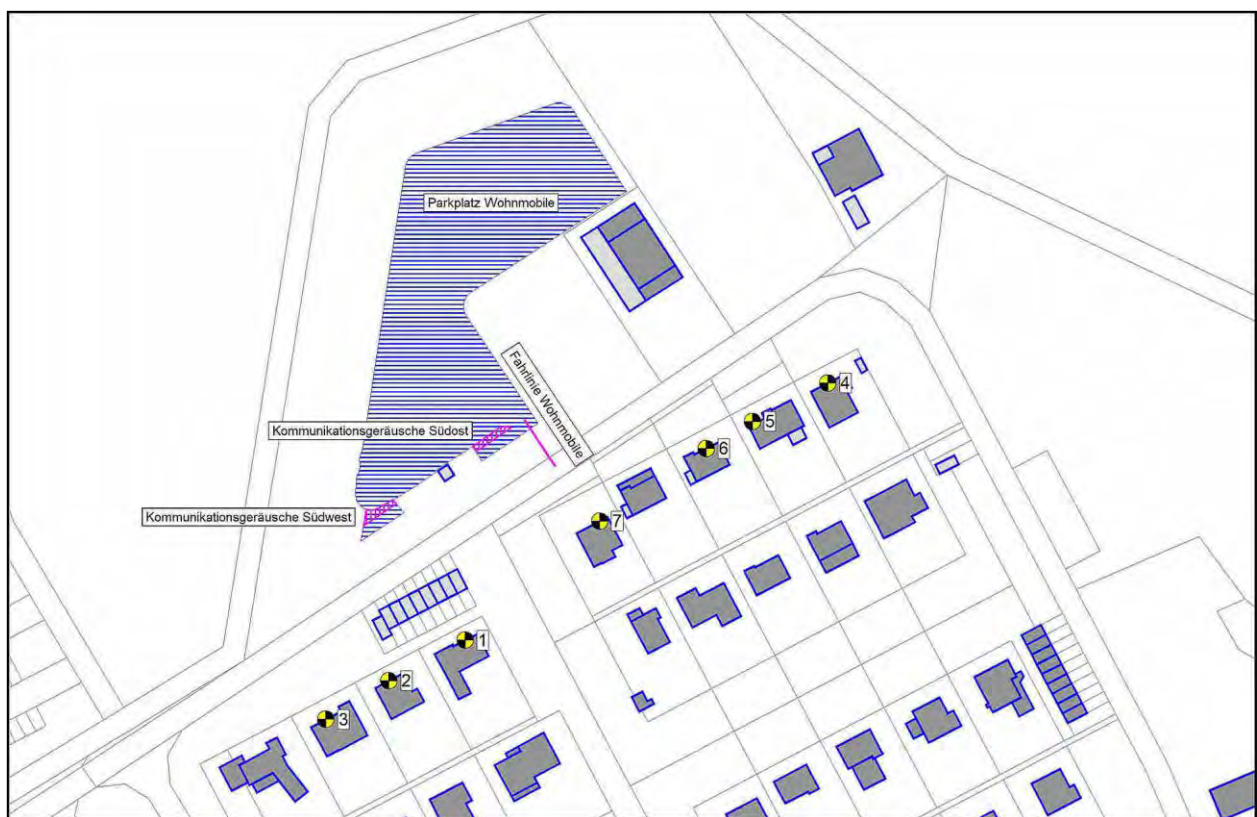 Parkplatz Wohnmobile
Fahrlinie Wohnmobile
Kommunikationsgeräusche Südost
Kommunikationsgeräusche Südwest
4
5
6
7
1
2
3